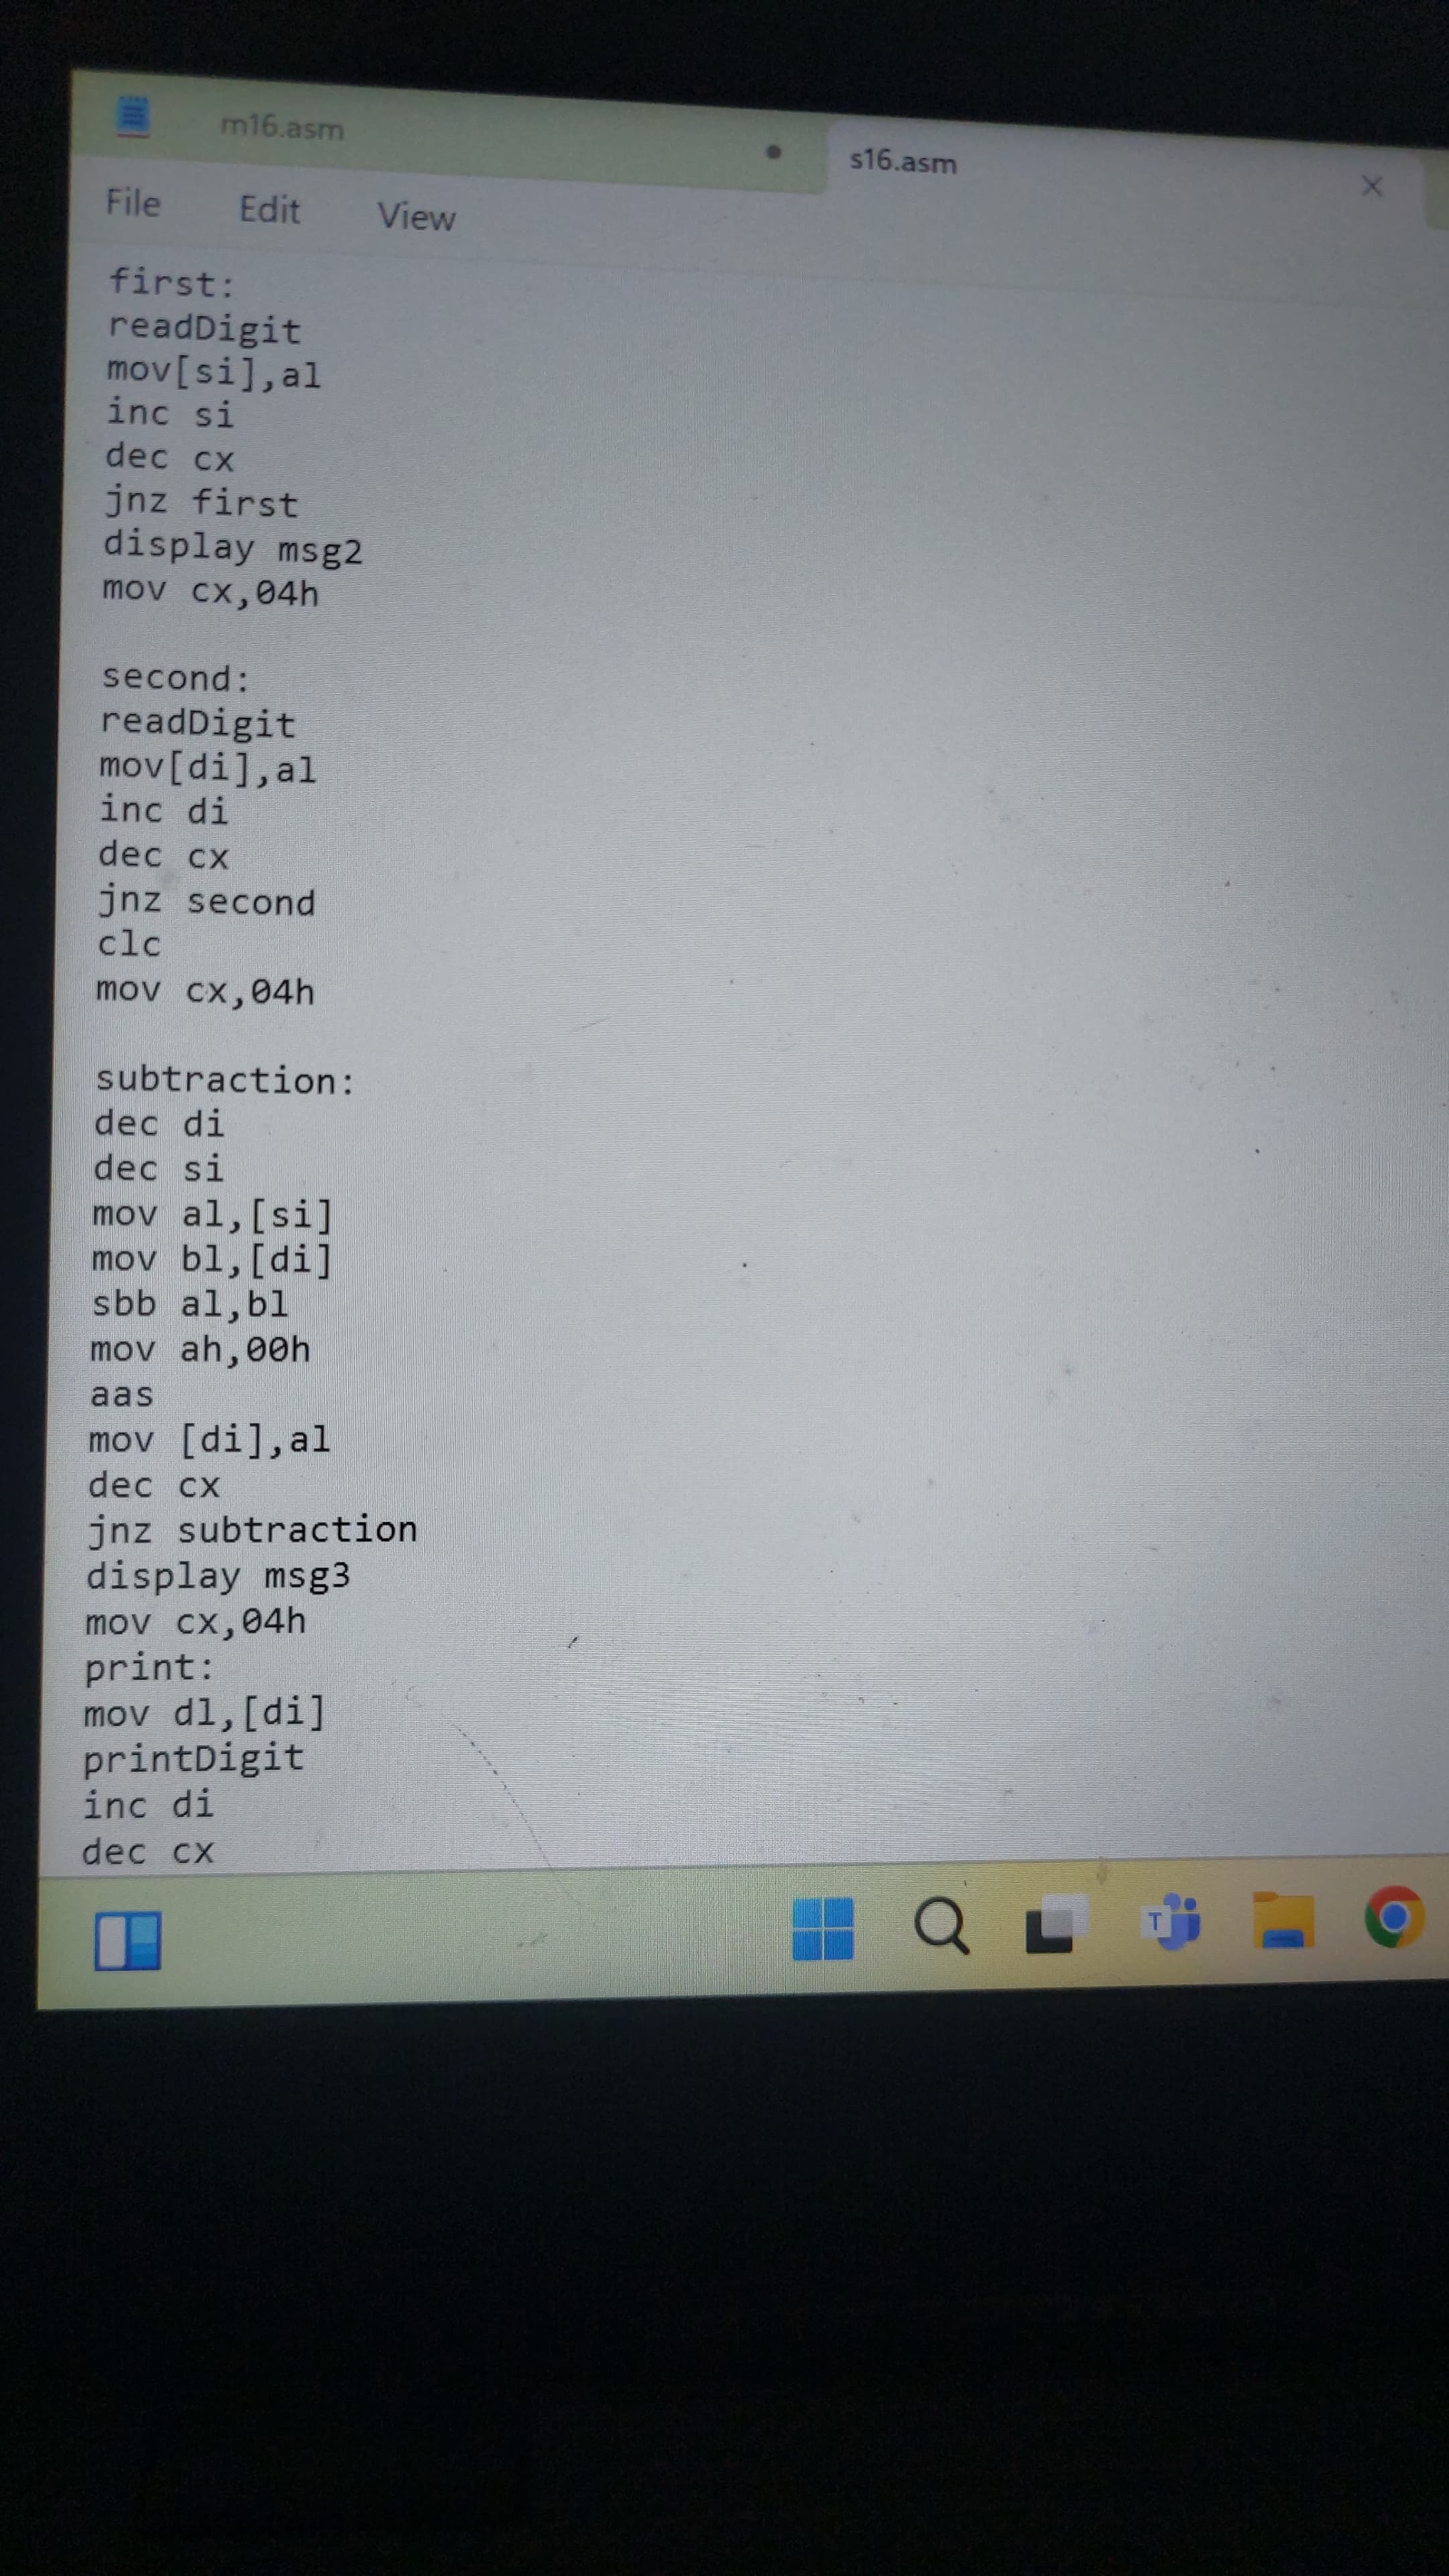 m16.asm
s16.asm
File Edit View
first:
readDigit
mov[si],al
inc si
dec cx
jnz first
display msg2
mov cx,04h
second:
readDigit
mov[di],al
inc di
dec cx
jnz second
clc
mov cx,04h
subtraction:
dec di
dec si
mov al,[si]
mov bl,[di]
sbb al,bl
mov ah,00h
aas
mov [di],al
dec cx
jnz subtraction
display msg3
mov cx,04h
print:
mov dl,[di]
printDigit
inc di
dec cx
T